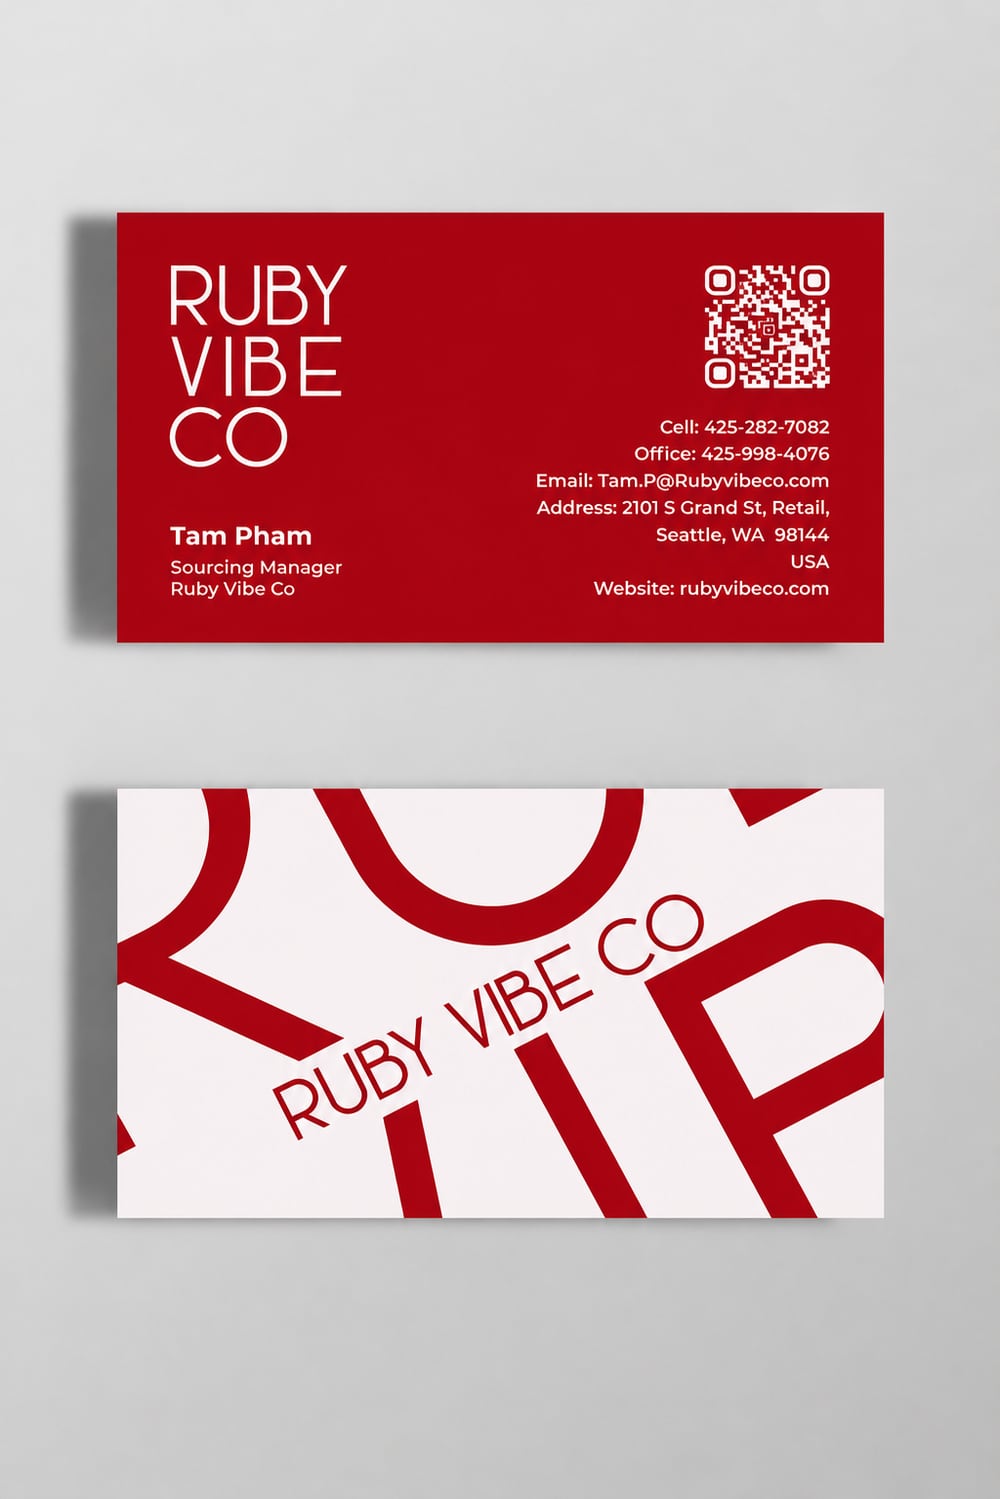 RUBY
VIBE
CO
Tam Pham
Sourcing Manager
Ruby Vibe Co
Cell: 425-282-7082
Office: 425-998-4076
Email: Tam.P@Rubyvibeco.com
Address: 2101 S Grand St, Retail,
Seattle, WA  98144
USA
Website: rubyvibeco.com
RUBY VIBE CO